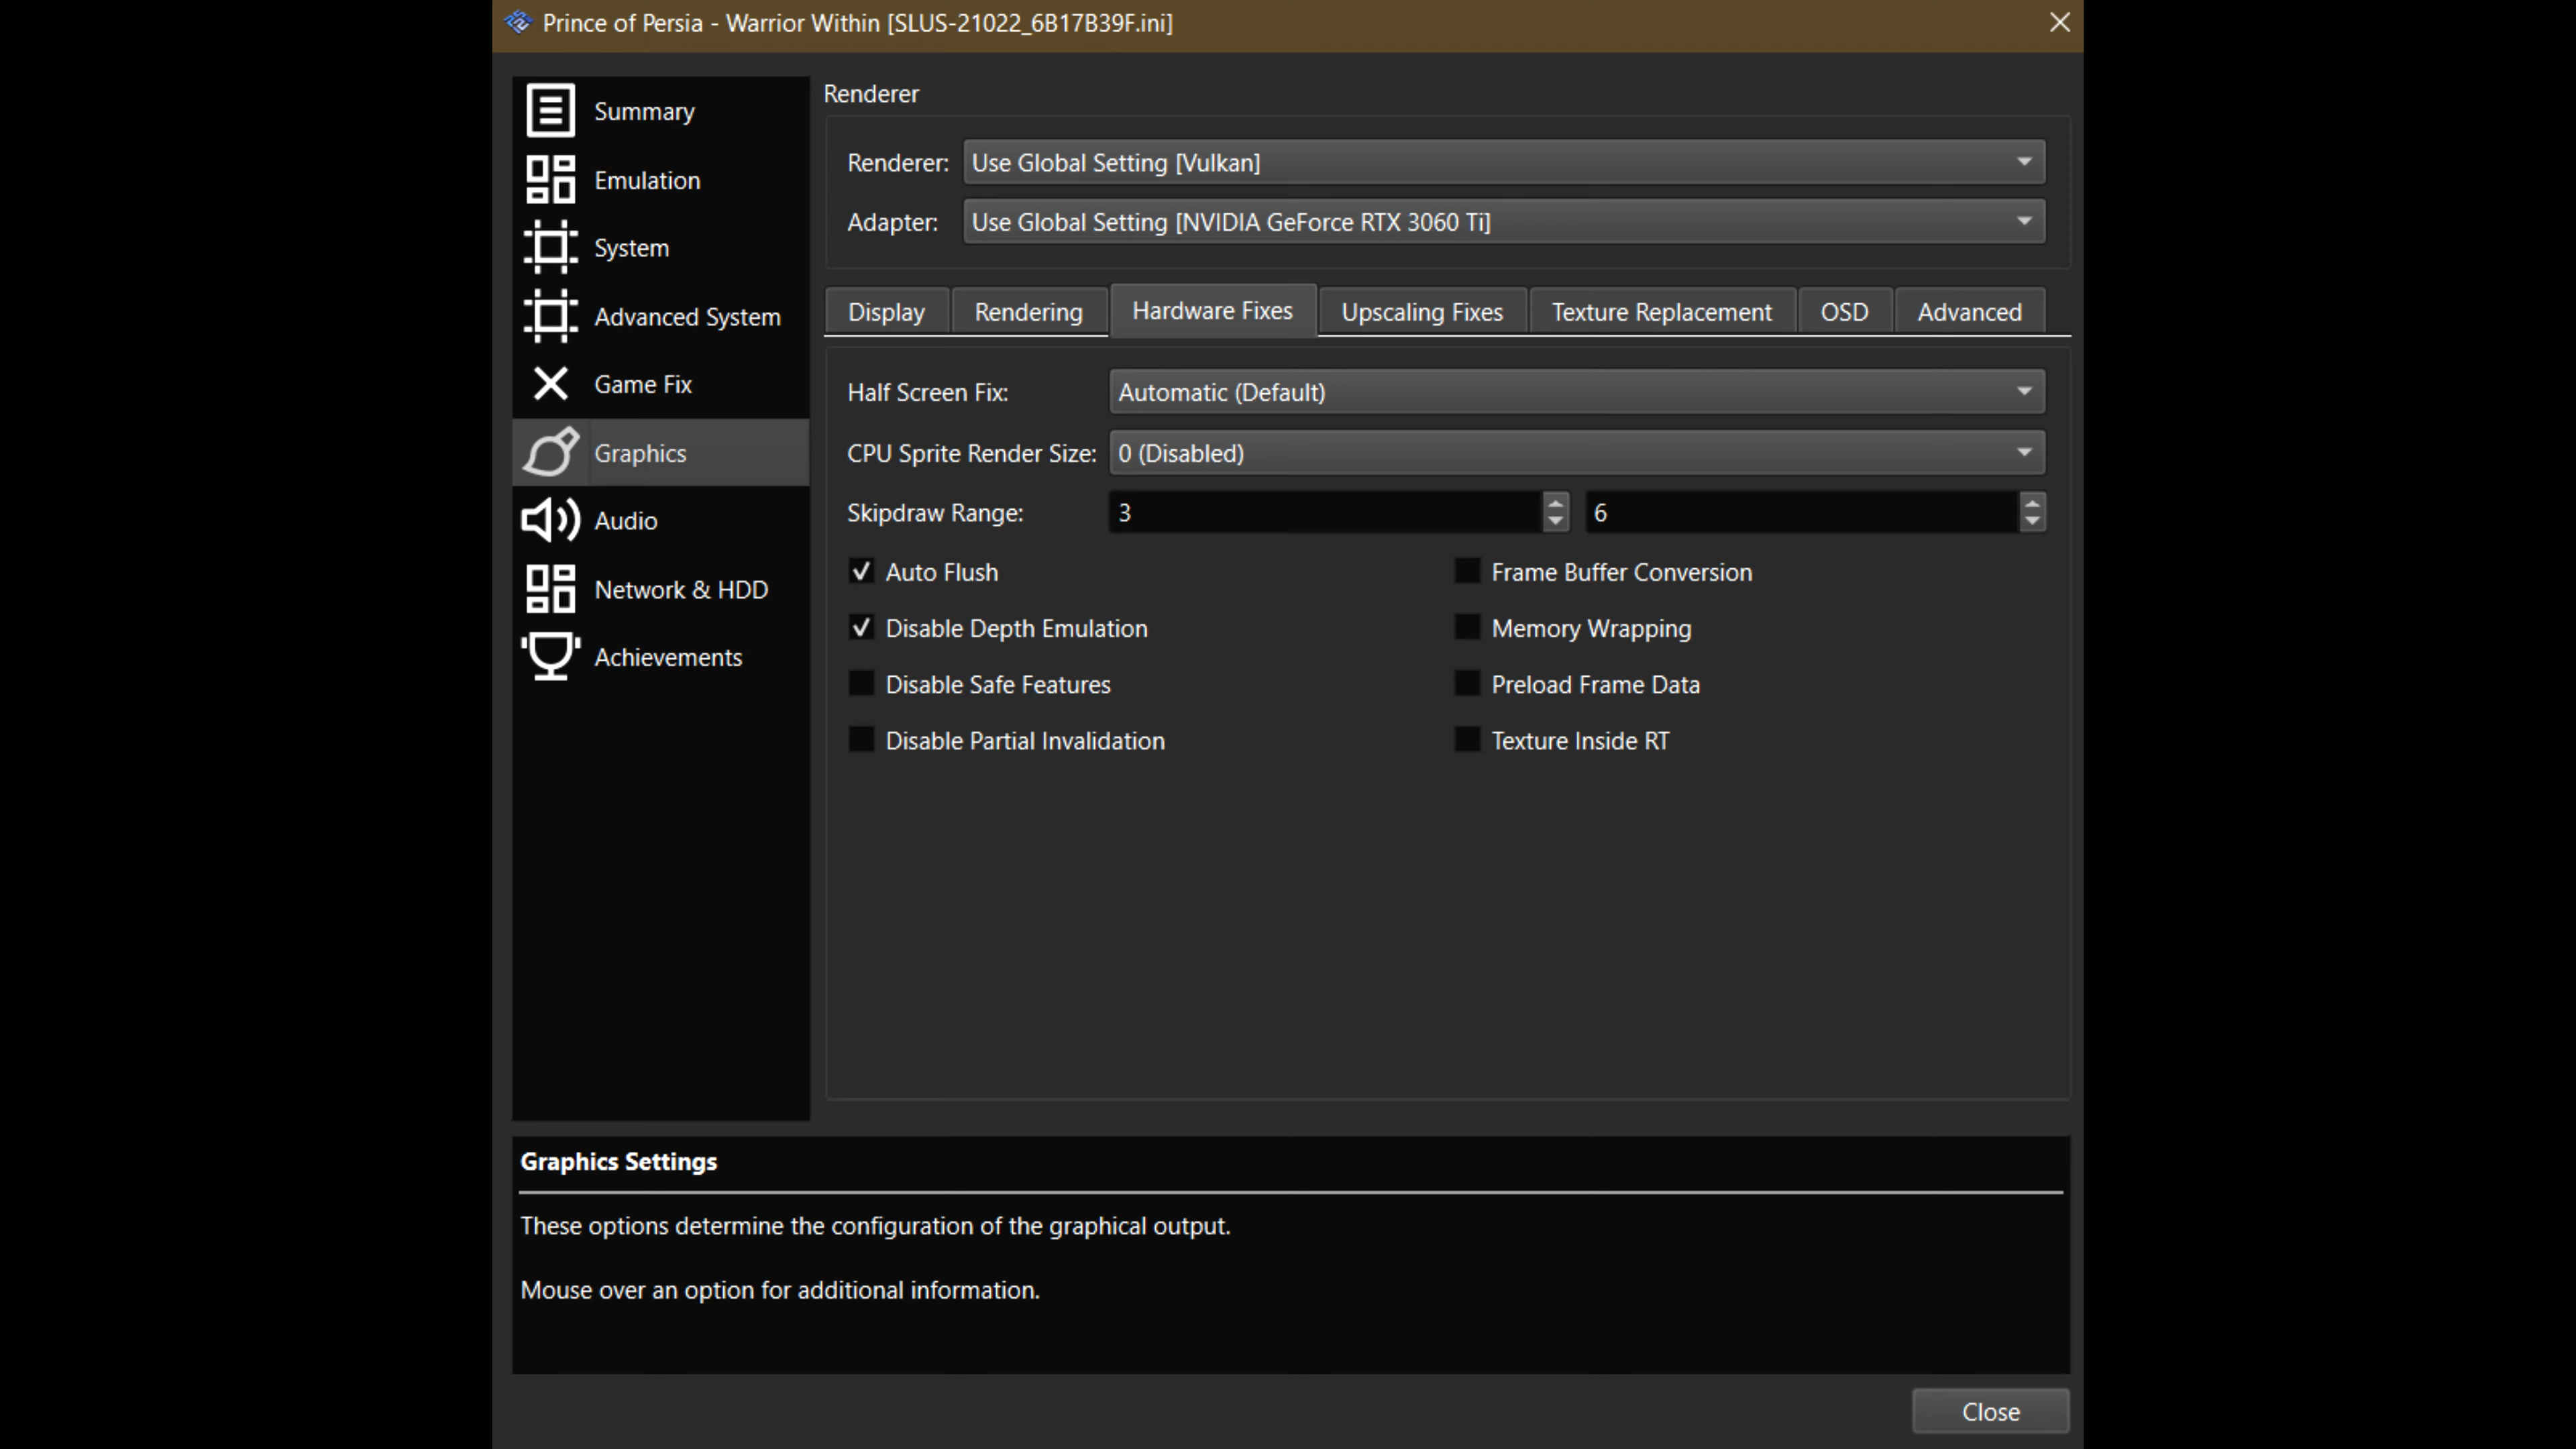 Prince of Persia - Warrior Within [SLUS-21022_6B17B39F.ini]
Summary
Emulation
System
Advanced System
Game Fix
Graphics
Audio
Network & HDD
Achievements
Renderer
Renderer: Use Global Setting [Vulkan]
Adapter: Use Global Setting [NVIDIA GeForce RTX 3060 Ti]
Display Rendering Hardware Fixes Upscaling Fixes Texture Replacement OSD Advanced
Half Screen Fix: Automatic (Default)
CPU Sprite Render Size: 0 (Disabled)
Skipdraw Range: 3 6
Auto Flush Frame Buffer Conversion
Disable Depth Emulation Memory Wrapping
Disable Safe Features Preload Frame Data
Disable Partial Invalidation Texture Inside RT
Graphics Settings
These options determine the configuration of the graphical output.
Mouse over an option for additional information.
Close